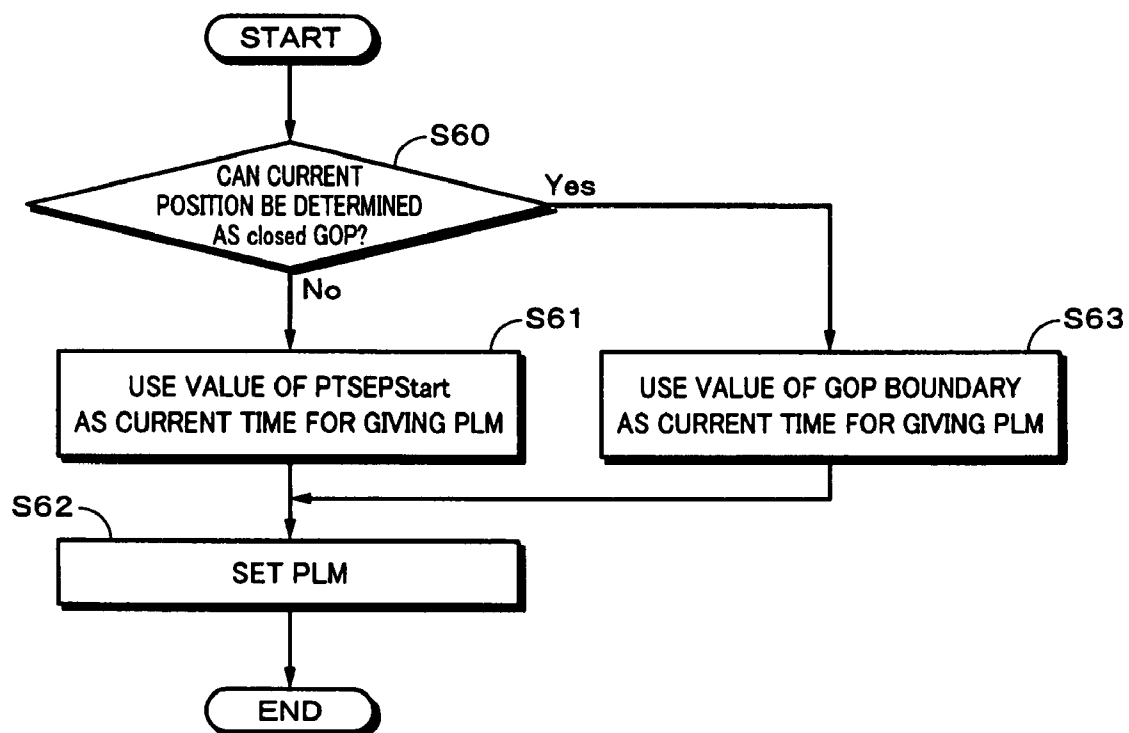 START
S60
CAN CURRENT
POSITION BE DETERMINED
AS closed GOP?
Yes
No
S61
USE VALUE OF PTSEPStart
AS CURRENT TIME FOR GIVING PLM
S63
USE VALUE OF GOP BOUNDARY
AS CURRENT TIME FOR GIVING PLM
S62
SET PLM
END